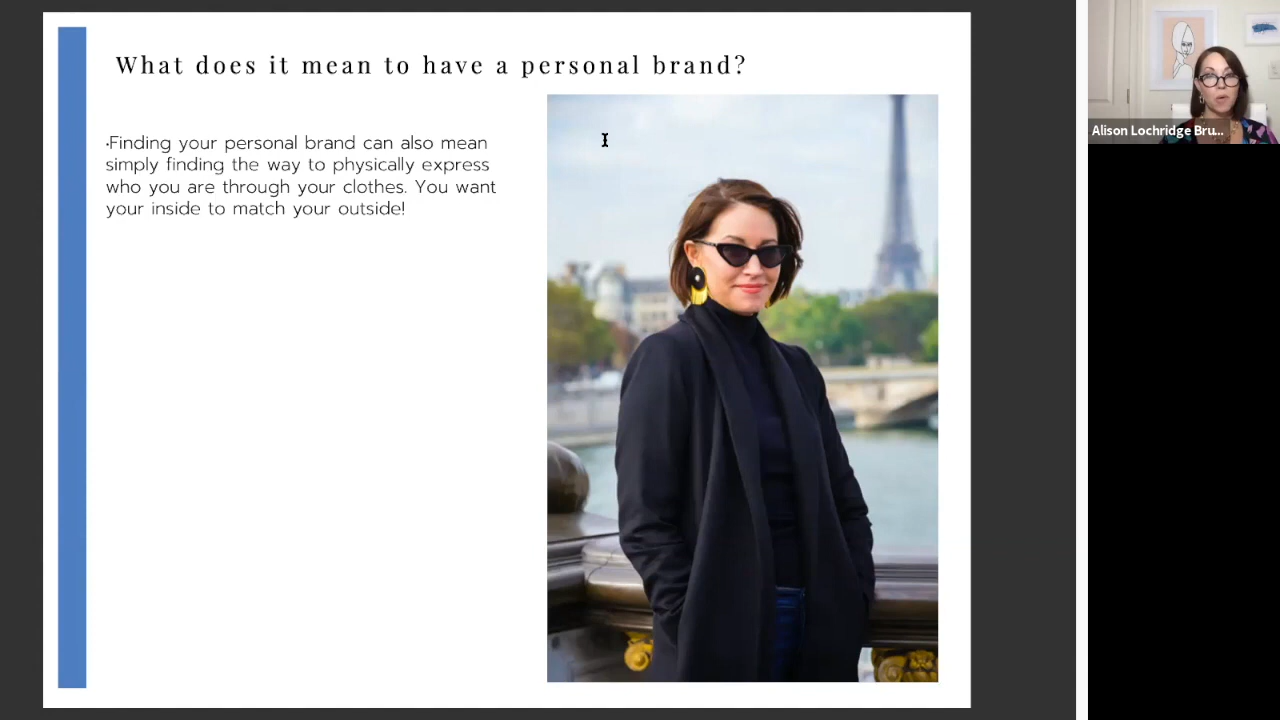 What does it mean to have a personal brand?
•Finding your personal brand can also mean
simply finding the way to physically express
who you are through your clothes. You want
your inside to match your outside!
Alison Lochridge Bru...